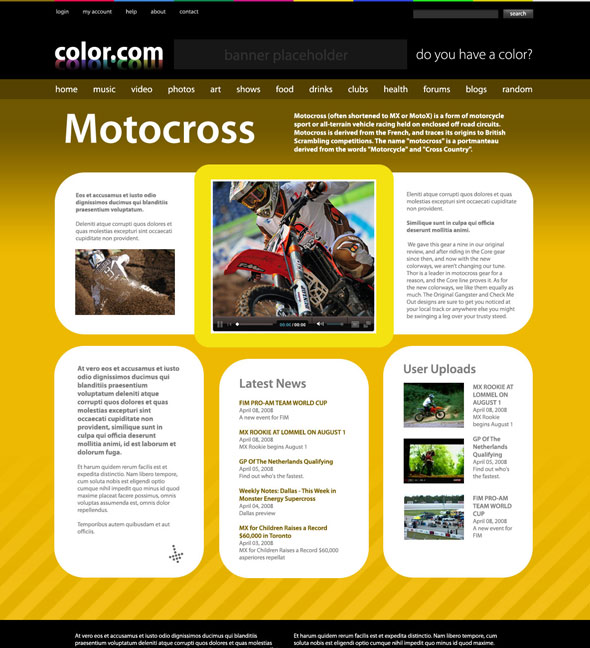 login my account help about contact
search
color.com
banner placeholder
do you have a color?
home music video photos art shows food drinks clubs health forums blogs random
Motocross
Motocross (often shortened to MX or MotoX) is a form of motorcycle
sport or all-terrain vehicle racing held on enclosed off road circuits.
Motocross is derived from the French, and traces its origins to British
Scrambling competitions. The name "motocross" is a portmanteau
derived from the words "Motorcycle" and "Cross Country".
Eos et accusamus et iusto odio
dignissimos ducimus qui blanditiis
praesentium voluptatum.
Deleniti atque corrupti quos dolores et
quas molestias excepturi sint occaecati
cupiditate non provident.
00:00 / 00:00
Eleniti atque corrupti quos dolores et quas
molestias excepturi sint occaecati cupiditate
non provident.
Similique sunt in culpa qui officia
deserunt mollitia animi.
We gave this gear a nine in our original
review, and after riding in the Core gear
since then, and now with the new
colorways, we aren't changing our tune.
Thor is a leader in motocross gear for a
reason, and the Core line proves it. As for
the new colorways, we like them equally as
much. The Original Gangster and Check Me
Out designs are sure to get you noticed at
your local track or anywhere else you might
be swinging a leg over your trusty steed.
At vero eos et accusamus et iusto
odio dignissimos ducimus qui
blanditiis praesentium
voluptatum deleniti atque
corrupti quos dolores et quas
molestias excepturi sint
occaecati cupiditate non
provident, similique sunt in
culpa qui officia deserunt
mollitia animi, id est laborum et
dolorum fuga.
Et harum quidem rerum facilis est et
expedita distinctio. Nam libero tempore,
cum soluta nobis est eligendi optio
cumque nihil impedit quo minus id quod
maxime placeat facere possimus, omnis
voluptas assumenda est, omnis dolor
repellendus.
Temporibus autem quibusdam et aut
officiis.
Latest News
FIM PRO-AM TEAM WORLD CUP
April 08, 2008
A new event for FIM
MX ROOKIE AT LOMMEL ON AUGUST 1
April 08, 2008
MX Rookie begins August 1
GP Of The Netherlands Qualifying
April 05, 2008
Find out who's the fastest.
Weekly Notes: Dallas - This Week in
Monster Energy Supercross
April 04, 2008
Dallas preview
MX for Children Raises a Record
$60,000 in Toronto
April 03, 2008
MX for Children Raises a Record $60,000
asperiores repellat
User Uploads
MX ROOKIE AT
LOMMEL ON
AUGUST 1
April 08, 2008
MX Rookie
begins August 1
GP Of The
Netherlands
Qualifying
April 05, 2008
Find out who's
the fastest.
FIM PRO-AM
TEAM WORLD
CUP
April 08, 2008
A new event for
FIM
At vero eos et accusamus et iusto odio dignissimos ducimus qui blanditiis
praesentium voluptatum deleniti atque corrupti quos dolores et quas molestias
Et harum quidem rerum facilis est et expedita distinctio. Nam libero tempore, cum
soluta nobis est eligendi optio cumque nihil impedit quo minus id quod maxime